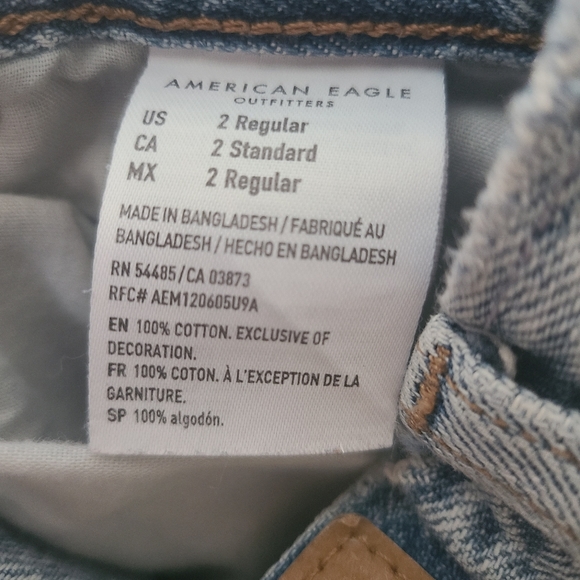 AMERICAN EAGLE
OUTFITTERS
US 2 Regular
CA 2 Standard
MX 2 Regular
MADE IN BANGLADESH / FABRIQUÉ AU
BANGLADESH / HECHO EN BANGLADESH
RN 54485/CA 03873
RFC# AEM120605U9A
EN 100% COTTON. EXCLUSIVE OF
DECORATION.
FR 100% COTON. À L'EXCEPTION DE LA
GARNITURE.
SP 100% algodón.